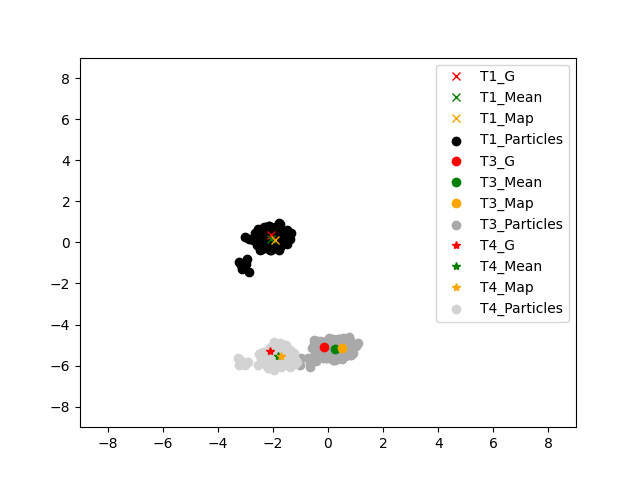 8
6
4
2
0
−2
−4
−6
−8
−8 −6 −4 −2 0 2 4 6 8
T1_G
T1_Mean
T1_Map
T1_Particles
T3_G
T3_Mean
T3_Map
T3_Particles
T4_G
T4_Mean
T4_Map
T4_Particles